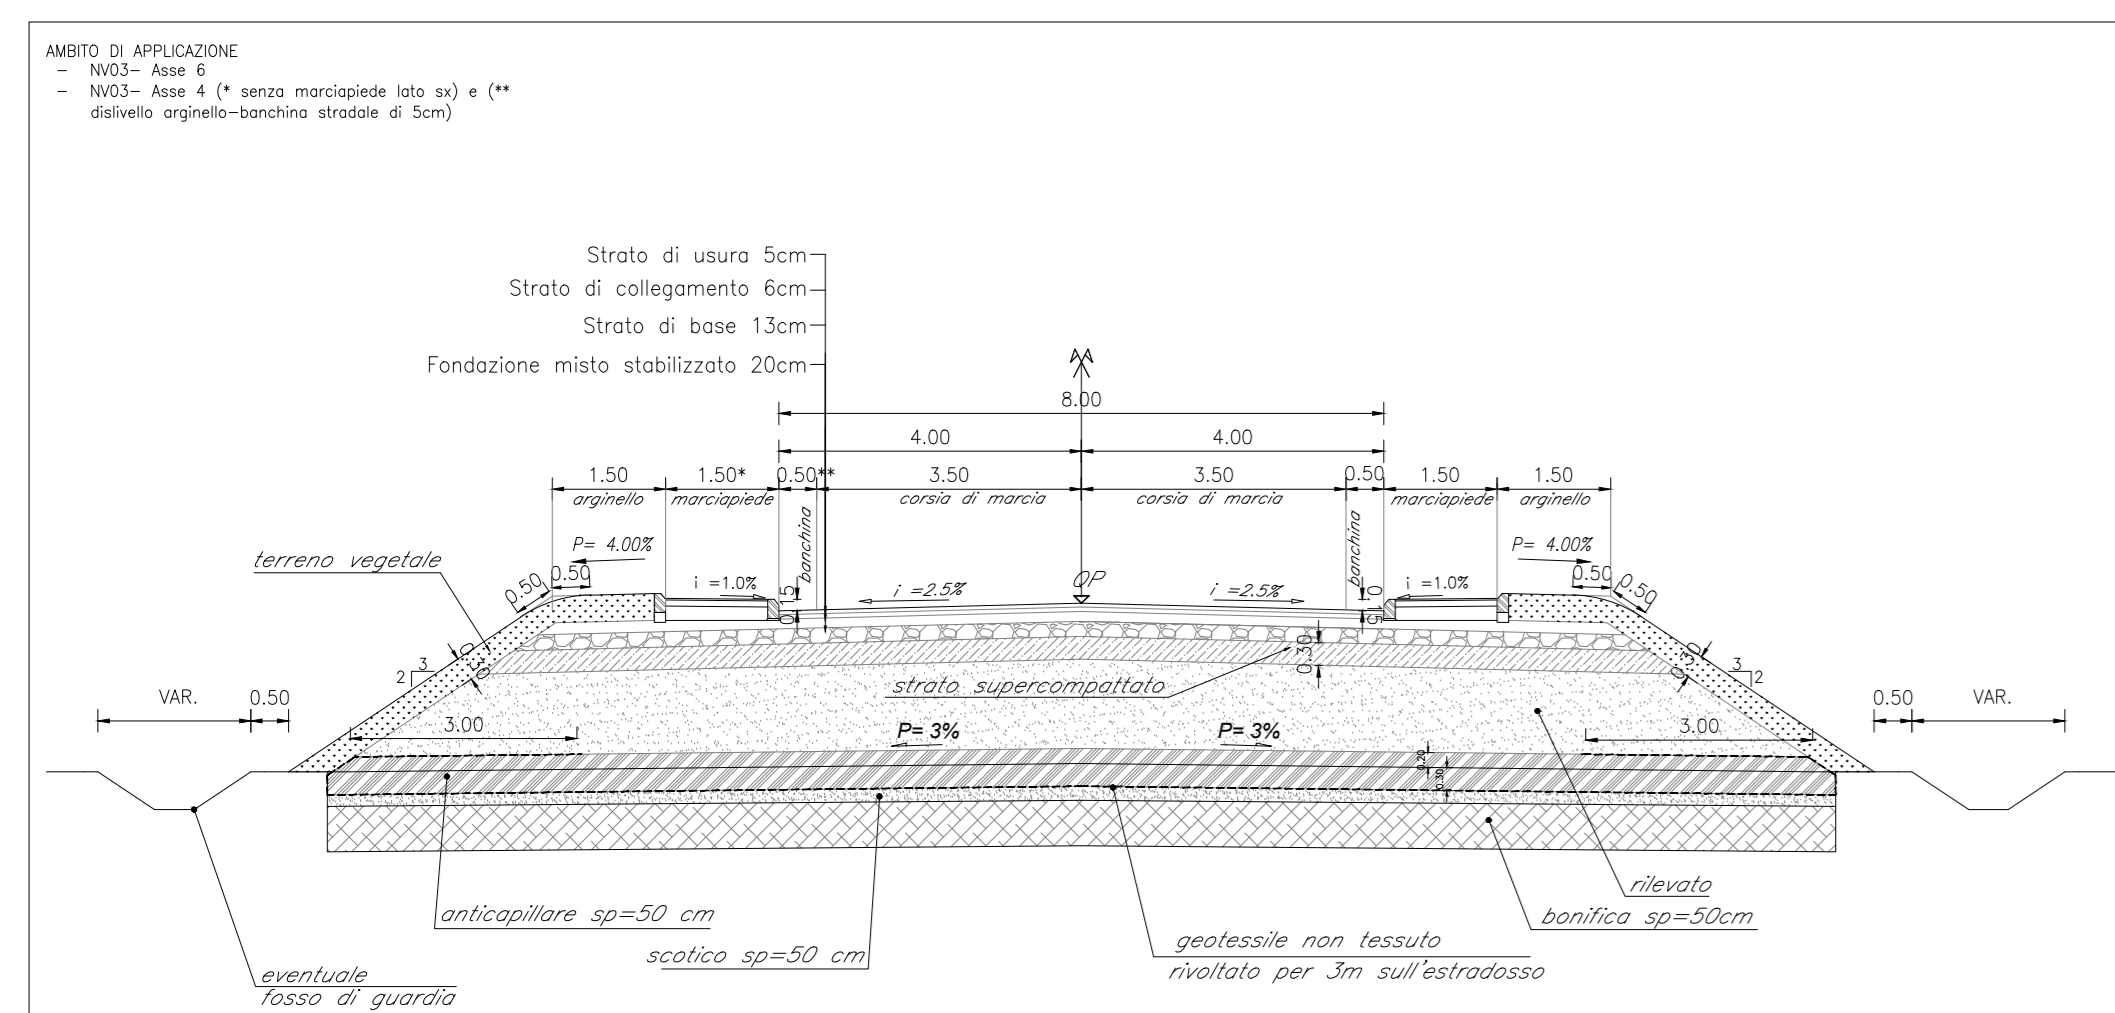 AMBITO DI APPLICAZIONE
- NV03- Asse 6
- NV03- Asse 4 (* senza marciapiede lato sx) e (**
dislivello arginello-banchina stradale di 5cm)
Strato di usura 5cm
Strato di collegamento 6cm
Strato di base 13cm
Fondazione misto stabilizzato 20cm
8.00
4.00 4.00
1.50 1.50* 0.50** 3.50 3.50 0.50 1.50 1.50
arginello marciapiede corsia di marcia corsia di marcia marciapiede arginello
banchina banchina
P= 4.00% P= 4.00%
terreno vegetale
0.50 0.50 i =1.0% 0.15 i =2.5% QP i =2.5% 0.15 i =1.0% 0.50 0.50
0.30 0.30 0.30
3 2 3 2
strato supercompattato
VAR. 0.50 0.50 VAR.
3.00 P= 3% P= 3% 3.00
0.20
0.30
rilevato
anticapillare sp=50 cm
bonifica sp=50cm
scotico sp=50 cm
geotessile non tessuto
rivoltato per 3m sull'estradosso
eventuale
fosso di guardia